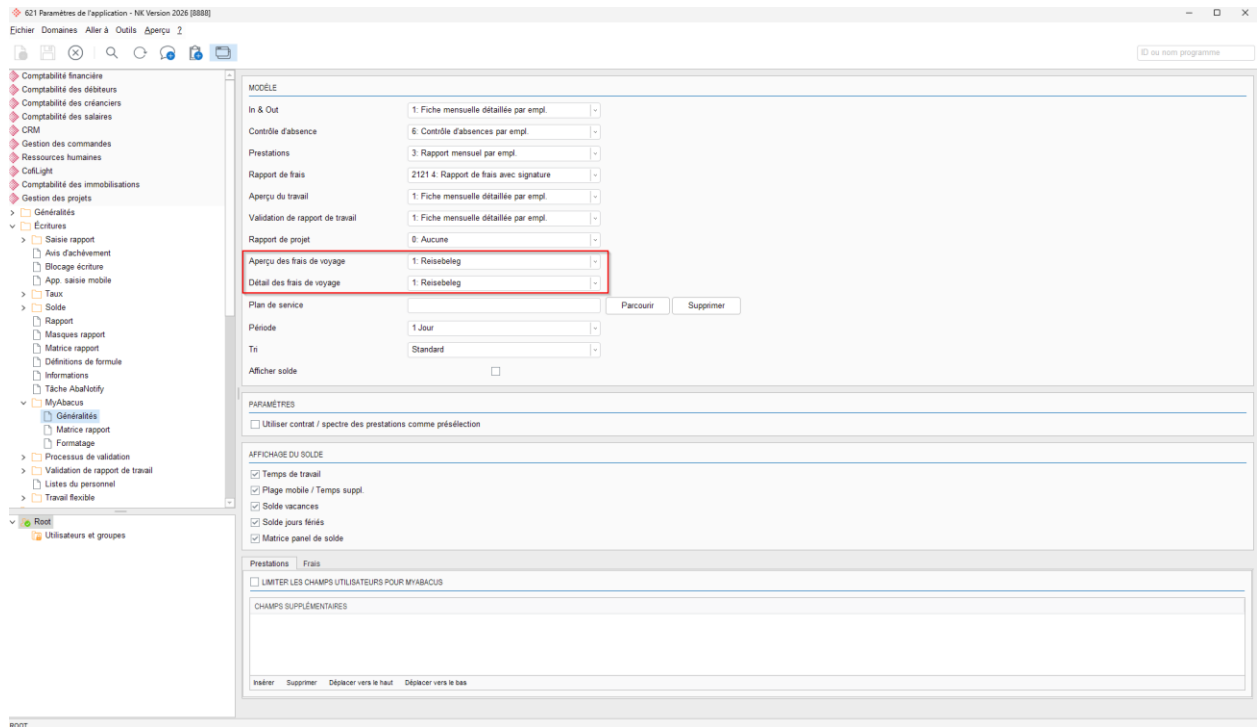 621 Paramètres de l'application - NK Version 2026 [8888]
Fichier Domaines Aller à Outils Aperçu ?
ID ou nom programme
Comptabilité financière
Comptabilité des débiteurs
Comptabilité des créanciers
Comptabilité des salaires
CRM
Gestion des commandes
Ressources humaines
CofiLight
Comptabilité des immobilisations
Gestion des projets
Généralités
Écritures
Saisie rapport
Avis d'achèvement
Blocage écriture
App. saisie mobile
Taux
Solde
Rapport
Masques rapport
Matrice rapport
Définitions de formule
Informations
Tâche AbaNotify
MyAbacus
Généralités
Matrice rapport
Formatage
Processus de validation
Validation de rapport de travail
Listes du personnel
Travail flexible
Root
Utilisateurs et groupes
MODÈLE
In & Out 1: Fiche mensuelle détaillée par empl.
Contrôle d'absence 6: Contrôle d'absences par empl.
Prestations 3: Rapport mensuel par empl.
Rapport de frais 2121 4: Rapport de frais avec signature
Aperçu du travail 1: Fiche mensuelle détaillée par empl.
Validation de rapport de travail 1: Fiche mensuelle détaillée par empl.
Rapport de projet 0: Aucune
Aperçu des frais de voyage 1: Reisebeleg
Détail des frais de voyage 1: Reisebeleg
Plan de service Parcourir Supprimer
Période 1 Jour
Tri Standard
Afficher solde
PARAMÈTRES
Utiliser contrat / spectre des prestations comme présélection
AFFICHAGE DU SOLDE
Temps de travail
Plage mobile / Temps suppl.
Solde vacances
Solde jours fériés
Matrice panel de solde
Prestations Frais
LIMITER LES CHAMPS UTILISATEURS POUR MYABACUS
CHAMPS SUPPLÉMENTAIRES
Insérer Supprimer Déplacer vers le haut Déplacer vers le bas
ROOT